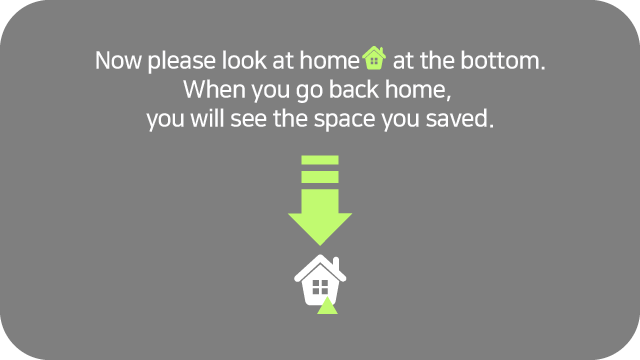 Now please look at home at the bottom.
When you go back home,
you will see the space you saved.